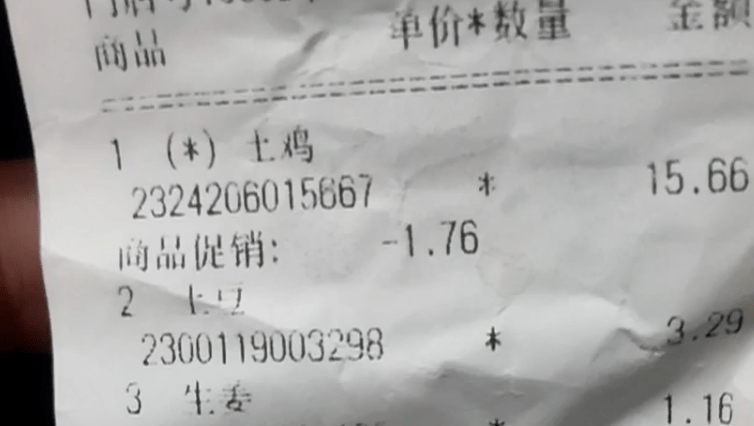 商品 单价*数量 金额
1 (*) 土鸡
2324206015667 * 15.66
商品促销: -1.76
2 土豆
2300119003298 * 3.29
3 生姜
* 1.16